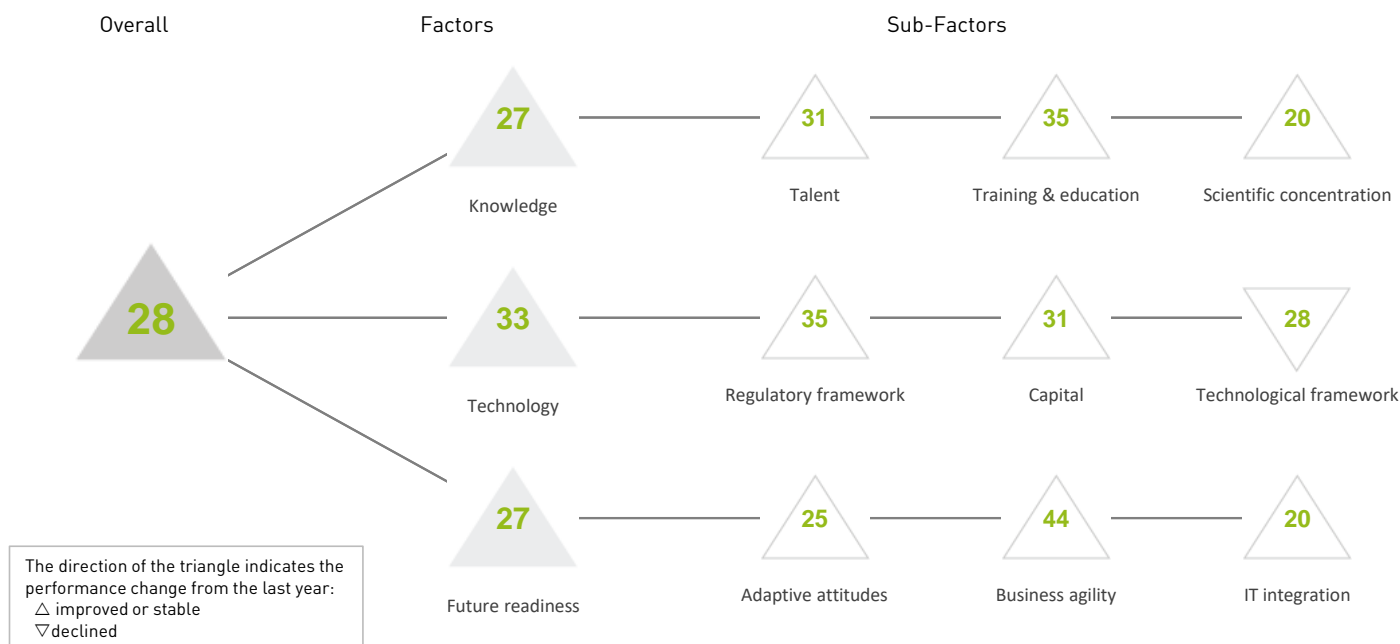 Overall
Factors
Sub-Factors
27
31
35
20
Knowledge
Talent
Training & education
Scientific concentration
28
33
35
31
28
Technology
Regulatory framework
Capital
Technological framework
27
25
44
20
Future readiness
Adaptive attitudes
Business agility
IT integration
The direction of the triangle indicates the
performance change from the last year:
△ improved or stable
▽declined